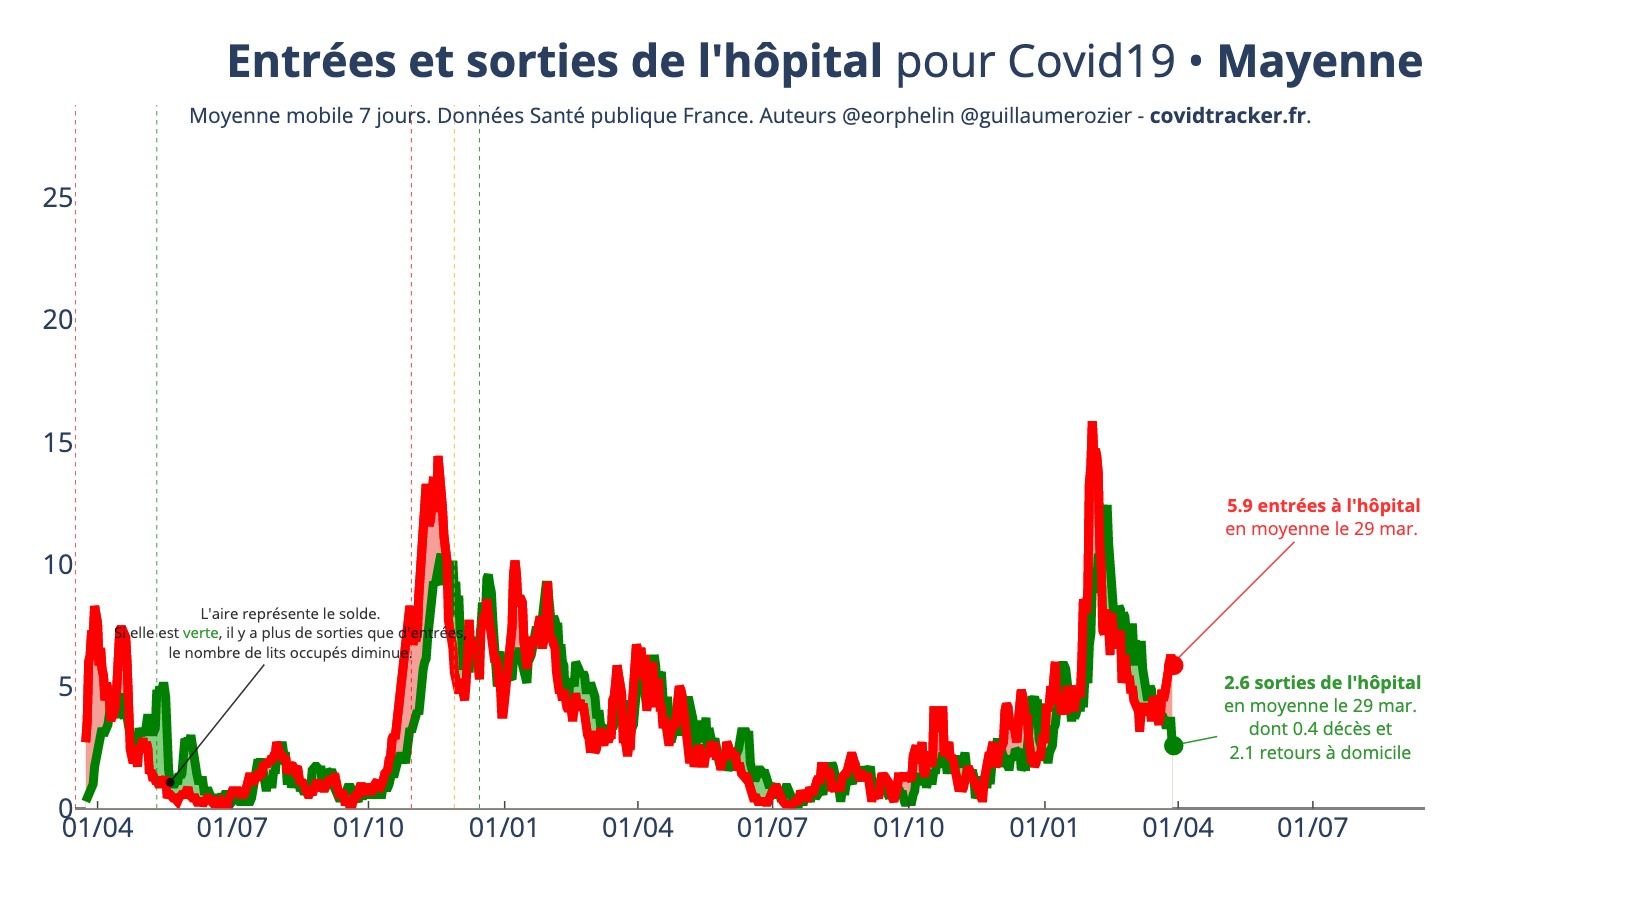 Entrées et sorties de l'hôpital pour Covid19 • Mayenne
Moyenne mobile 7 jours. Données Santé publique France. Auteurs @eorphelin @guillaumerozier - covidtracker.fr.
25
20
15
10
5
0
5.9 entrées à l'hôpital
en moyenne le 29 mar.
L'aire représente le solde.
Si elle est verte, il y a plus de sorties que d'entrées,
le nombre de lits occupés diminue.
2.6 sorties de l'hôpital
en moyenne le 29 mar.
dont 0.4 décès et
2.1 retours à domicile
01/04 01/07 01/10 01/01 01/04 01/07 01/10 01/01 01/04 01/07